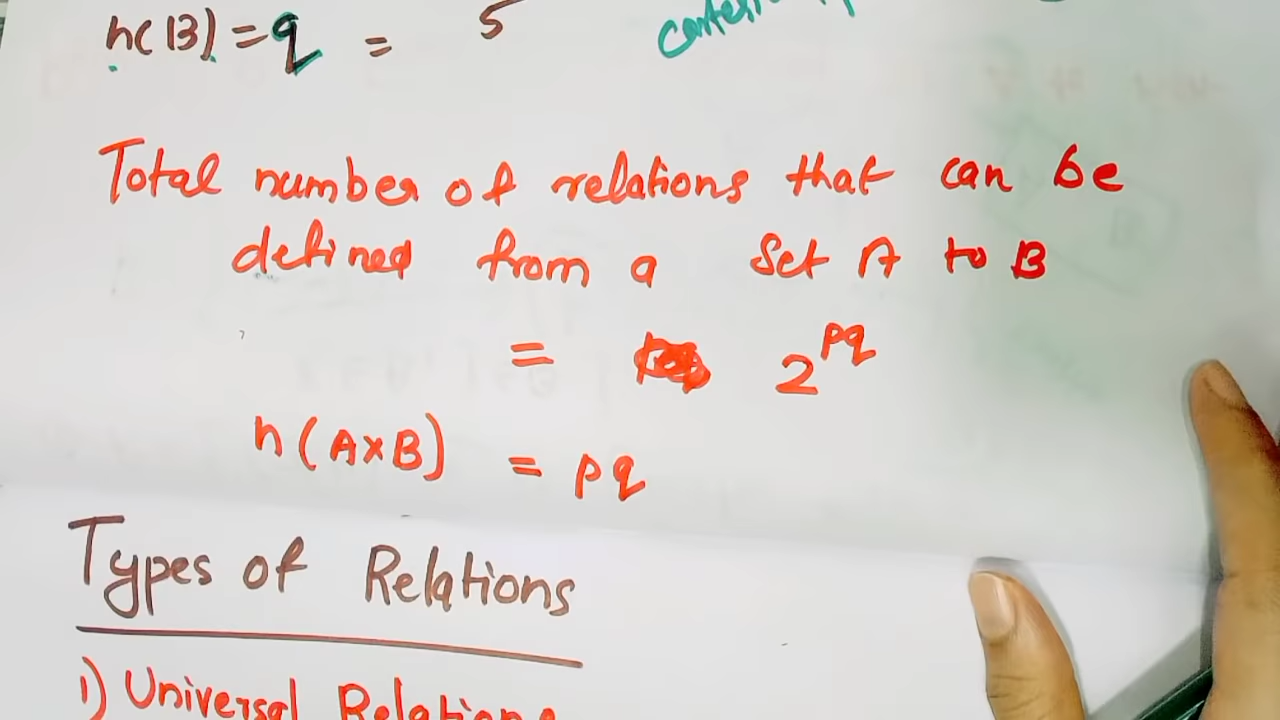 n(B) = q = 5
Total number of relations that can be
defined from a Set A to B
= 2^pq
n(A×B) = pq
Types of Relations
1) Universal Relations